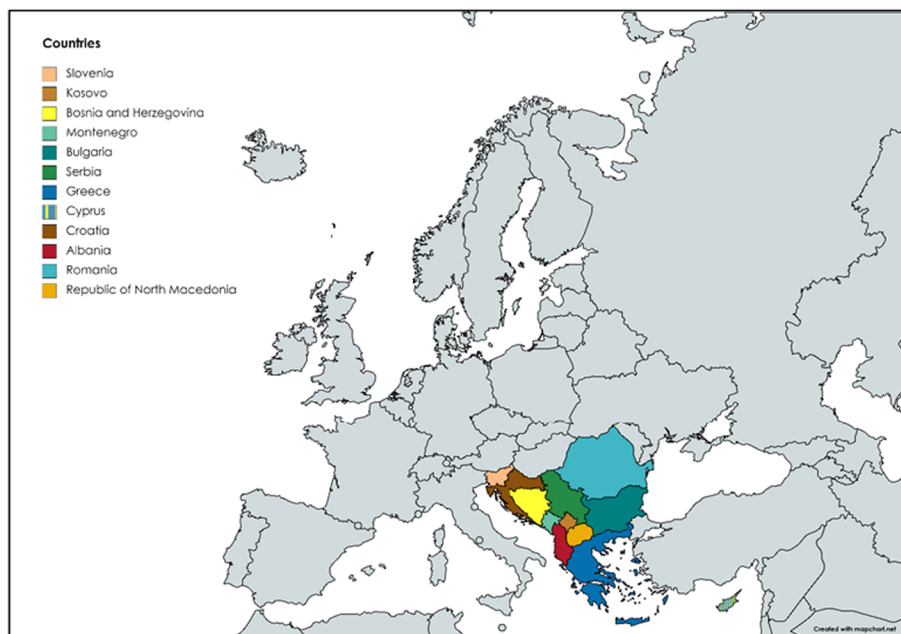 Countries
Slovenia
Kosovo
Bosnia and Herzegovina
Montenegro
Bulgaria
Serbia
Greece
Cyprus
Croatia
Albania
Romania
Republic of North Macedonia
Created with mapchart.net